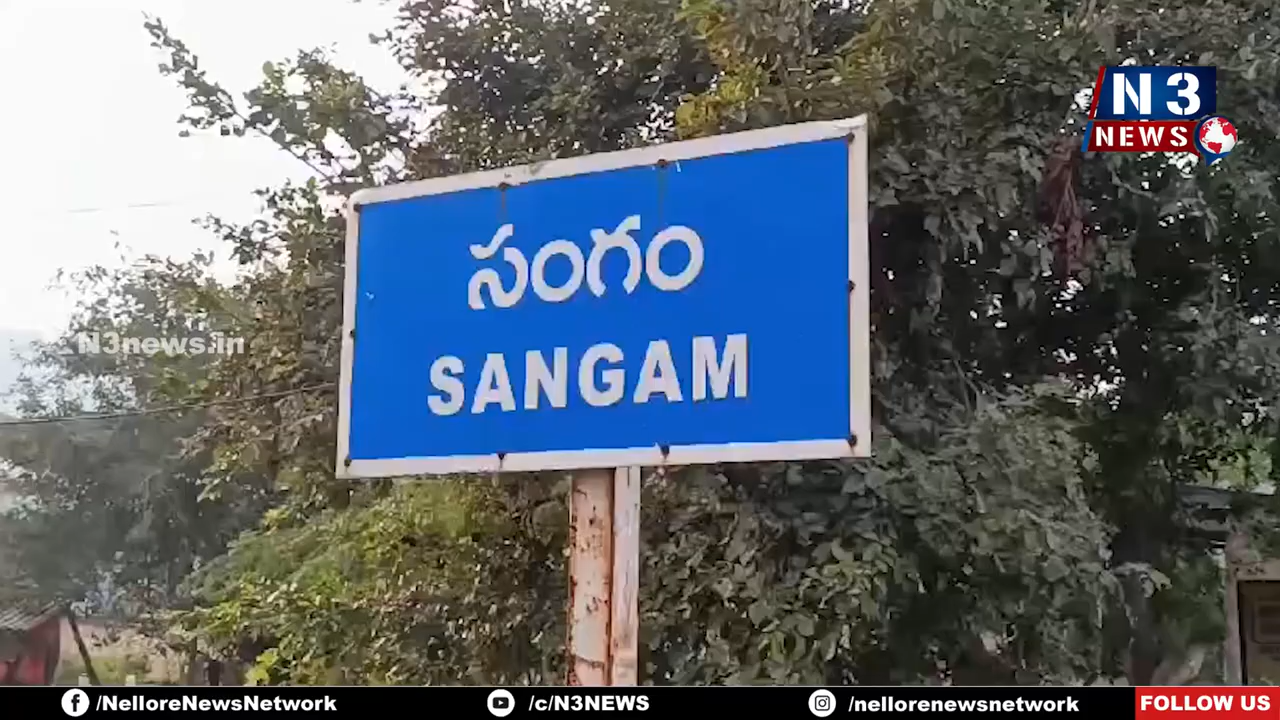 N3
NEWS
సంగం
SANGAM
N3news.in
/NelloreNewsNetwork
/c/N3NEWS
/nellorenewsnetwork
FOLLOW US